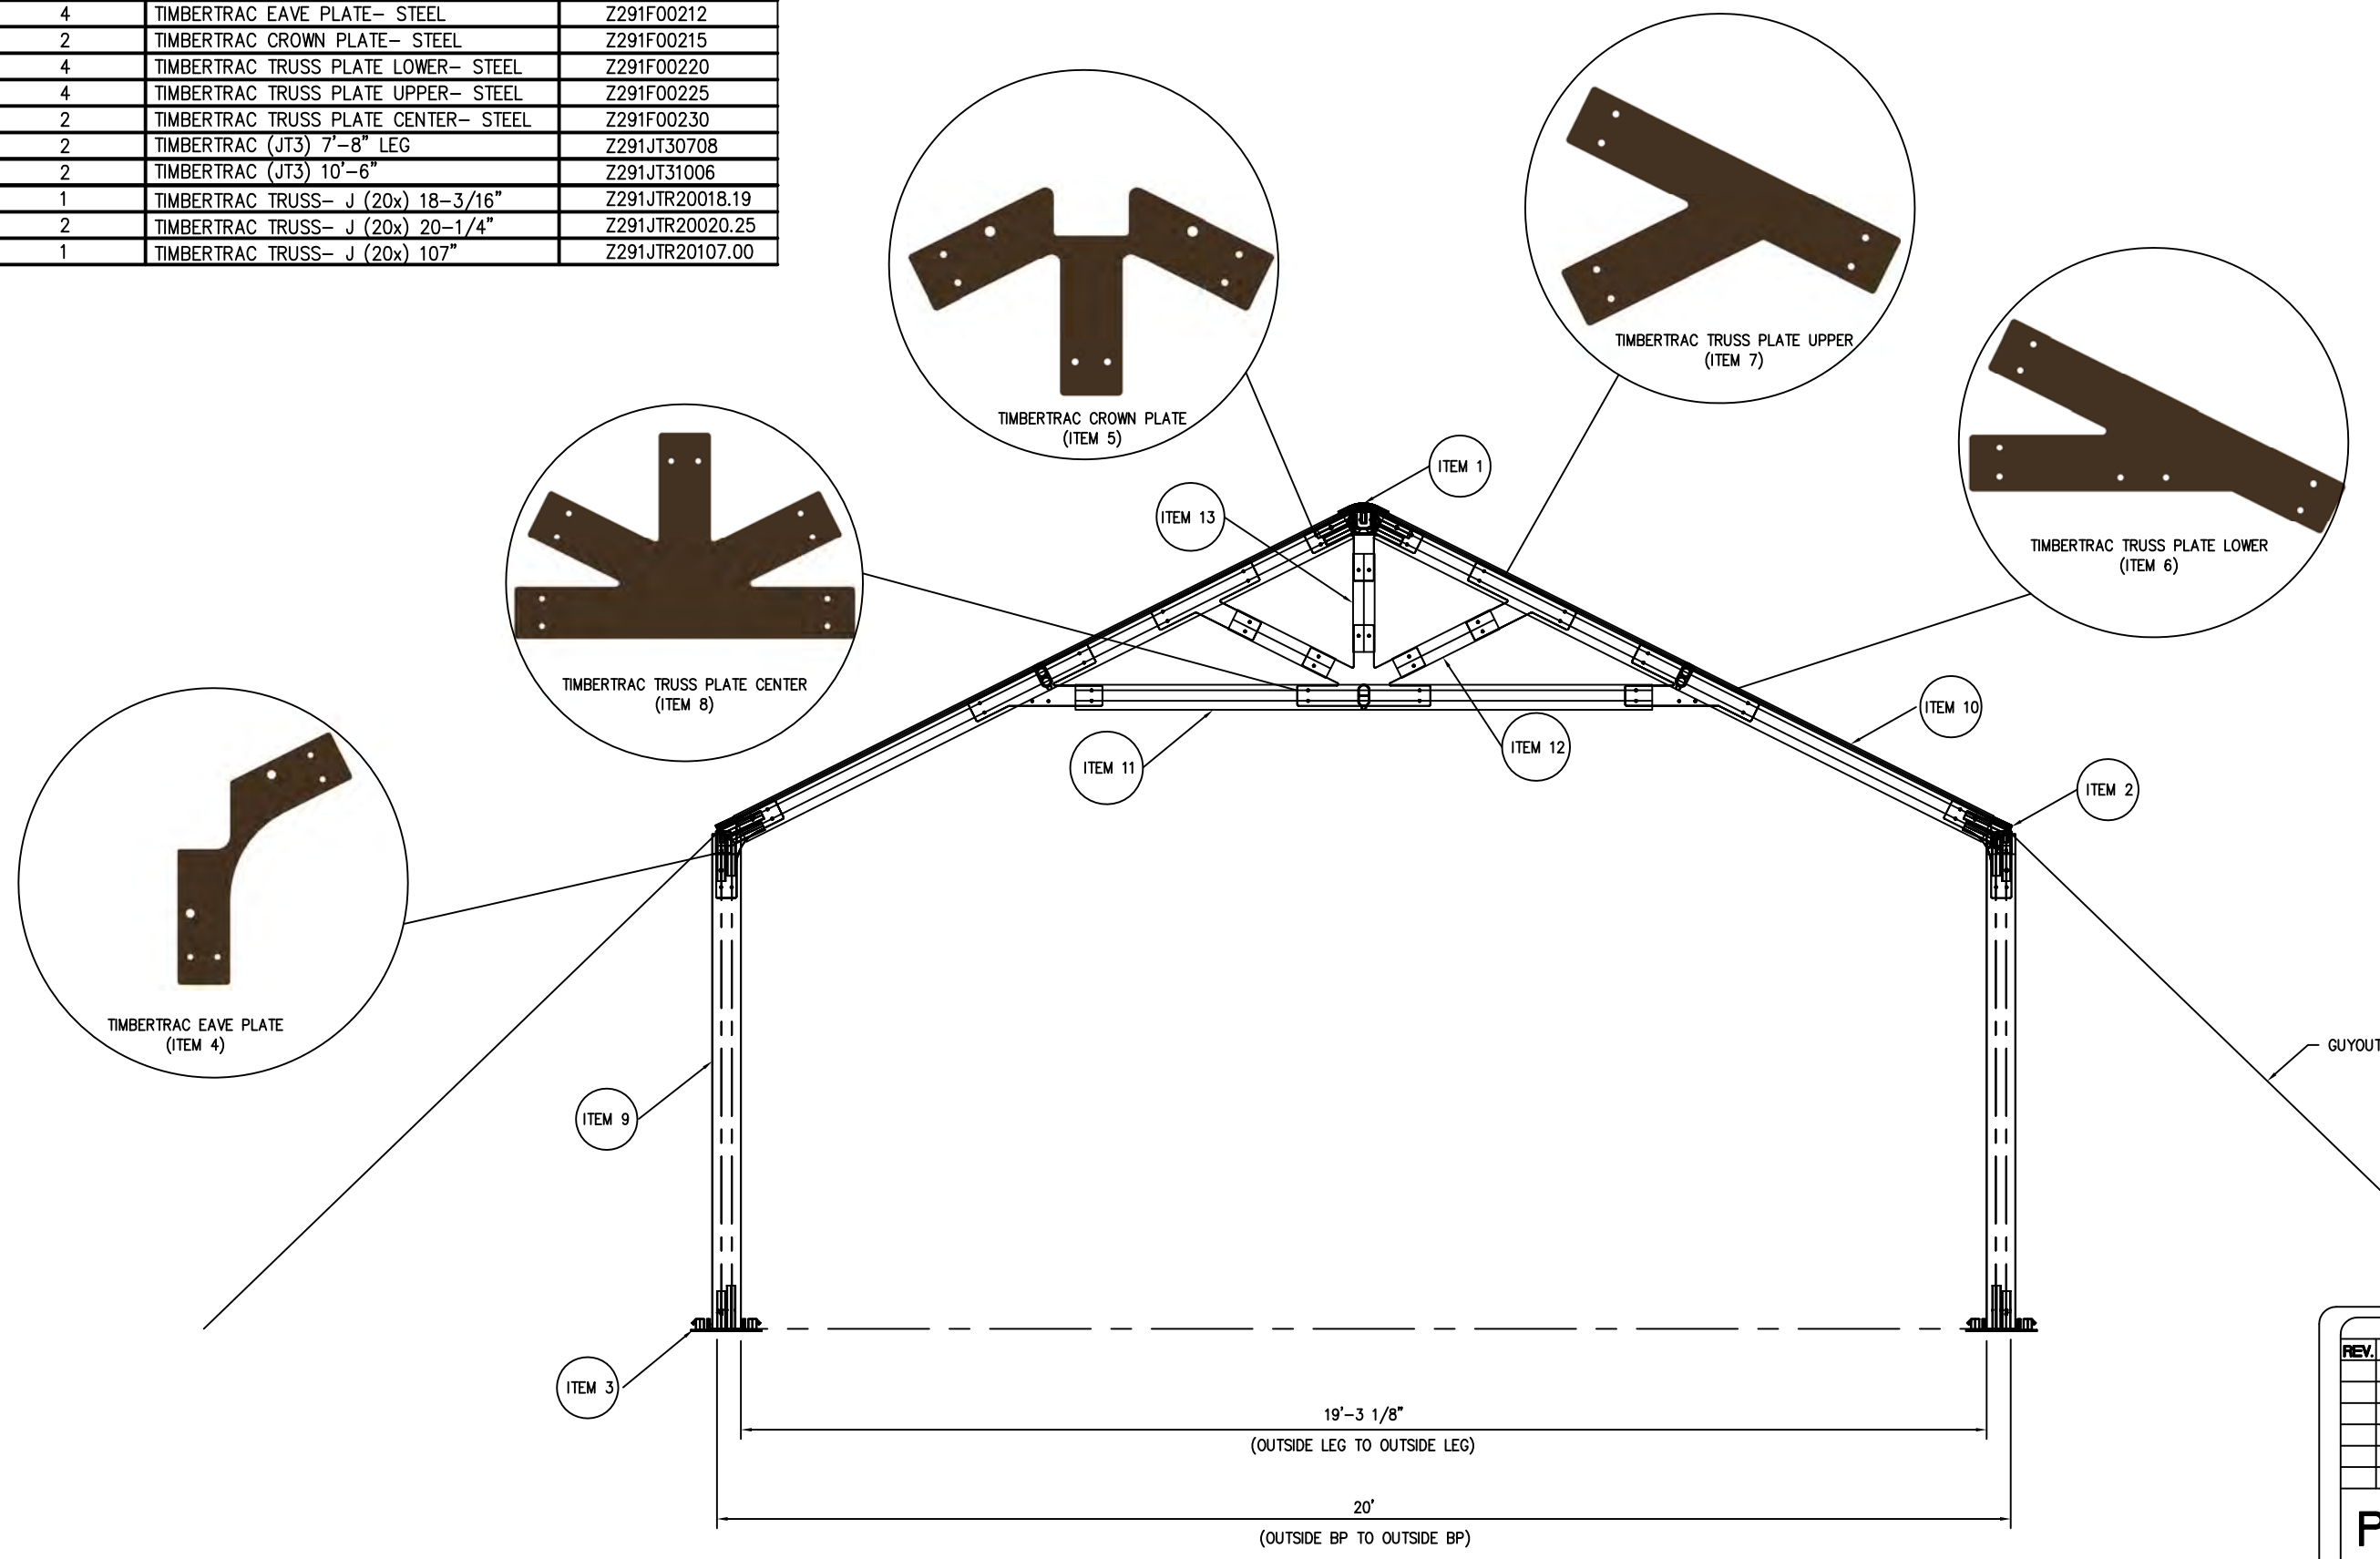 4 TIMBERTRAC EAVE PLATE- STEEL Z291F00212
2 TIMBERTRAC CROWN PLATE- STEEL Z291F00215
4 TIMBERTRAC TRUSS PLATE LOWER- STEEL Z291F00220
4 TIMBERTRAC TRUSS PLATE UPPER- STEEL Z291F00225
2 TIMBERTRAC TRUSS PLATE CENTER- STEEL Z291F00230
2 TIMBERTRAC (JT3) 7'-8" LEG Z291JT30708
2 TIMBERTRAC (JT3) 10'-6" Z291JT31006
1 TIMBERTRAC TRUSS- J (20x) 18-3/16" Z291JTR20018.19
2 TIMBERTRAC TRUSS- J (20x) 20-1/4" Z291JTR20020.25
1 TIMBERTRAC TRUSS- J (20x) 107" Z291JTR20107.00
TIMBERTRAC TRUSS PLATE UPPER
(ITEM 7)
TIMBERTRAC CROWN PLATE
(ITEM 5)
ITEM 1
ITEM 13
TIMBERTRAC TRUSS PLATE LOWER
(ITEM 6)
TIMBERTRAC TRUSS PLATE CENTER
(ITEM 8)
ITEM 10
ITEM 12
ITEM 11
ITEM 2
TIMBERTRAC EAVE PLATE
(ITEM 4)
GUYOUT
ITEM 9
REV.
ITEM 3
19'-3 1/8"
(OUTSIDE LEG TO OUTSIDE LEG)
20'
(OUTSIDE BP TO OUTSIDE BP)
P